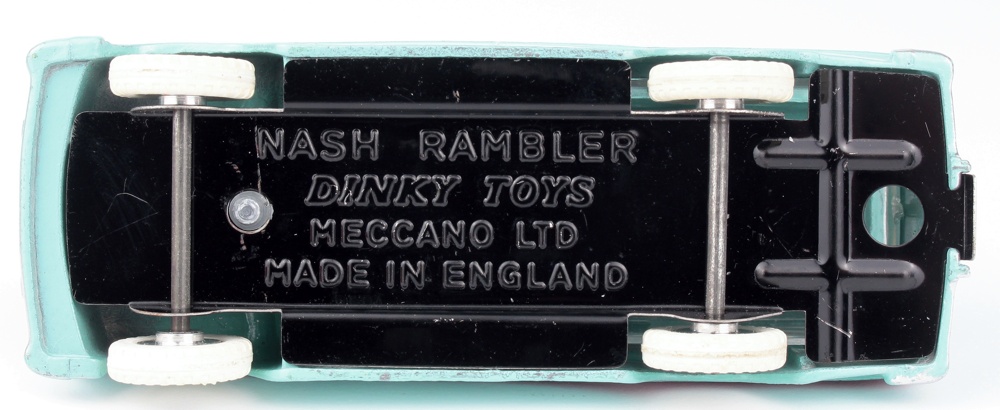 NASH RAMBLER
DINKY TOYS
MECCANO LTD
MADE IN ENGLAND